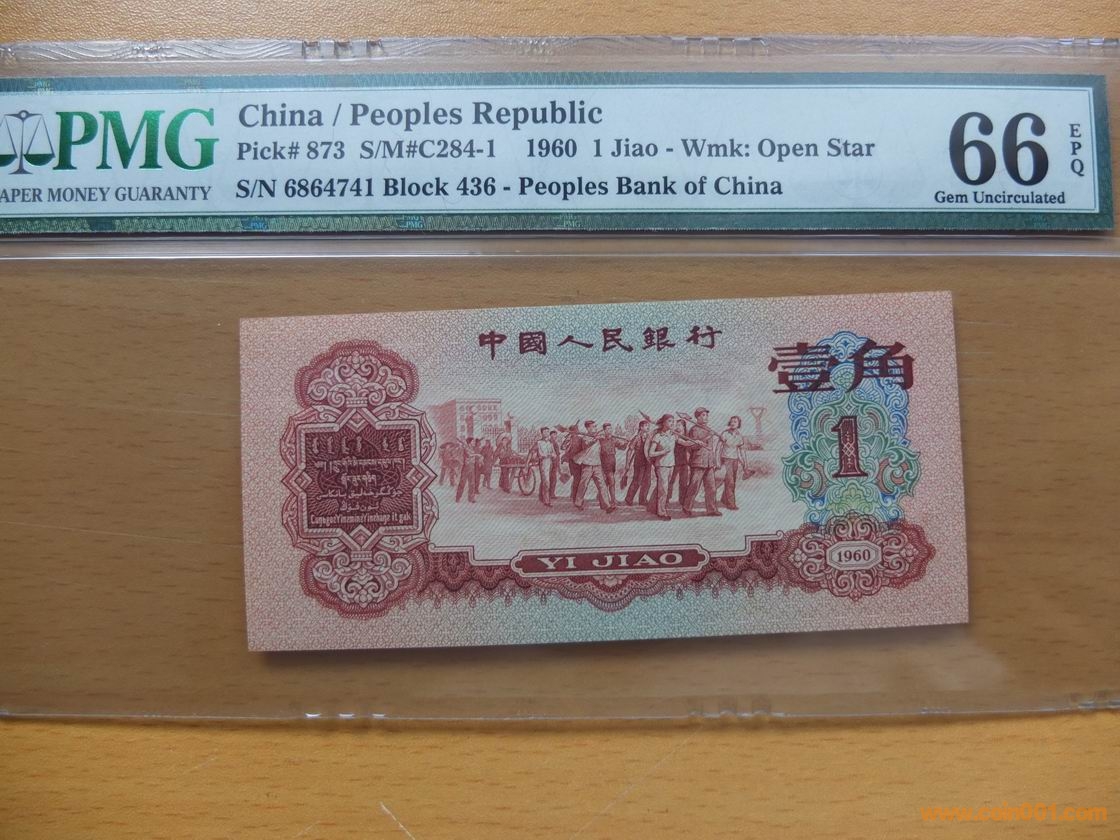 PMG
APER MONEY GUARANTY
China / Peoples Republic
Pick# 873 S/M#C284-1 1960 1 Jiao - Wmk: Open Star
S/N 6864741 Block 436 - Peoples Bank of China
66
EPQ
Gem Uncirculated
中國人民銀行
壹角
1
YI JIAO
1960